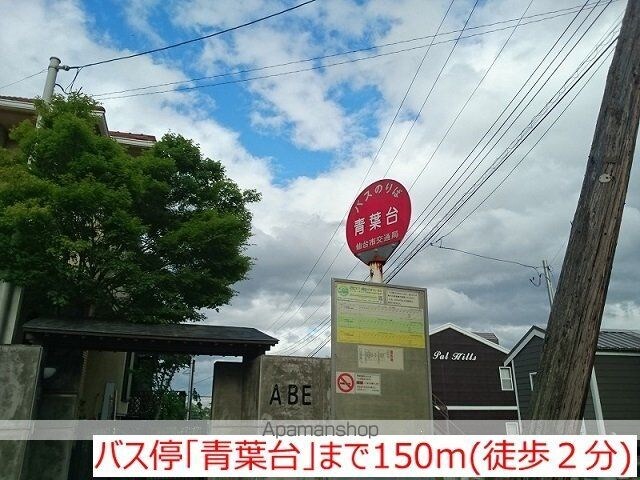 バスのりば
青葉台
仙台市交通局
Pal Hills
ABE
Apamanshop
バス停｢青葉台｣まで150m(徒歩２分)